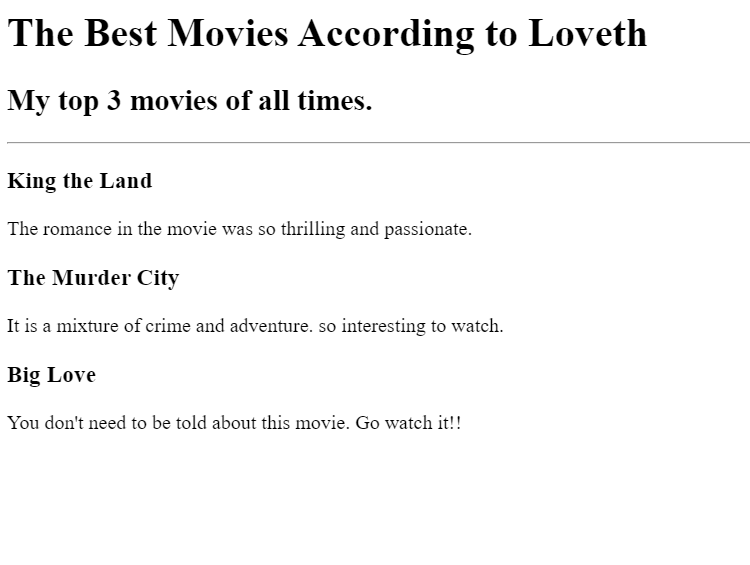 The Best Movies According to Loveth
My top 3 movies of all times.
King the Land
The romance in the movie was so thrilling and passionate.
The Murder City
It is a mixture of crime and adventure. so interesting to watch.
Big Love
You don't need to be told about this movie. Go watch it!!